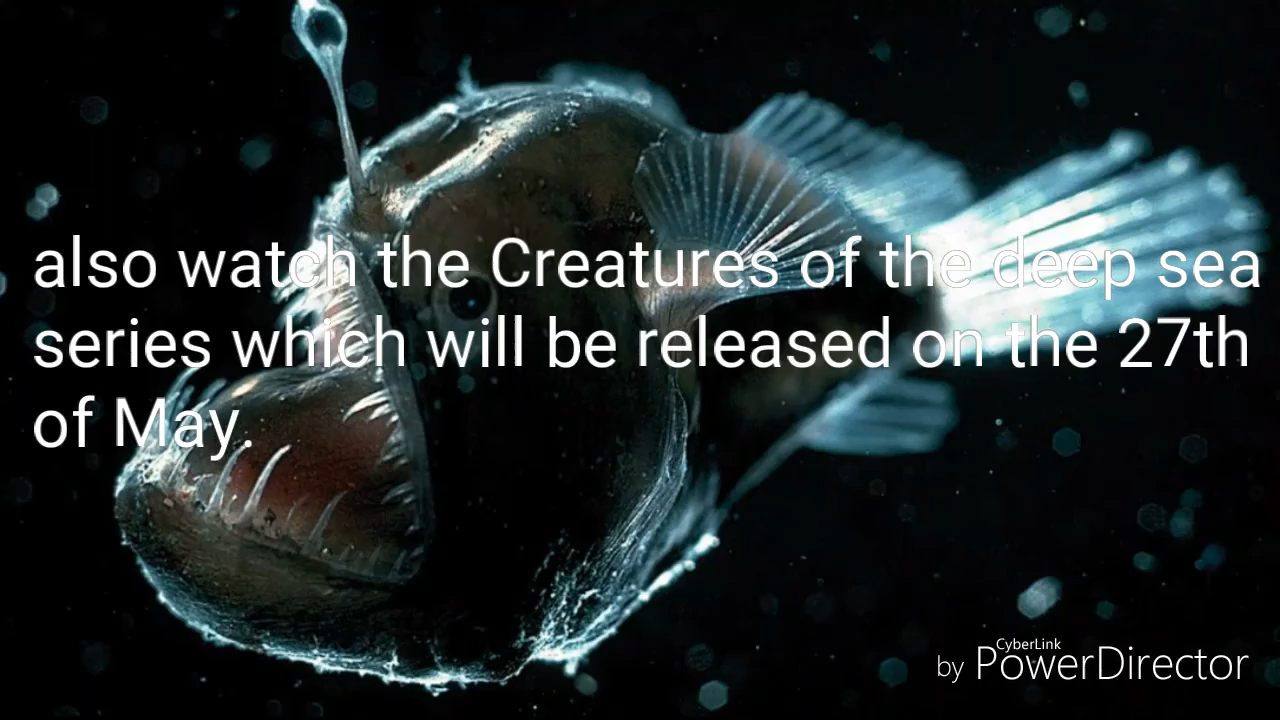 also watch the Creatures of the deep sea
series which will be released on the 27th
of May.
CyberLink
by PowerDirector